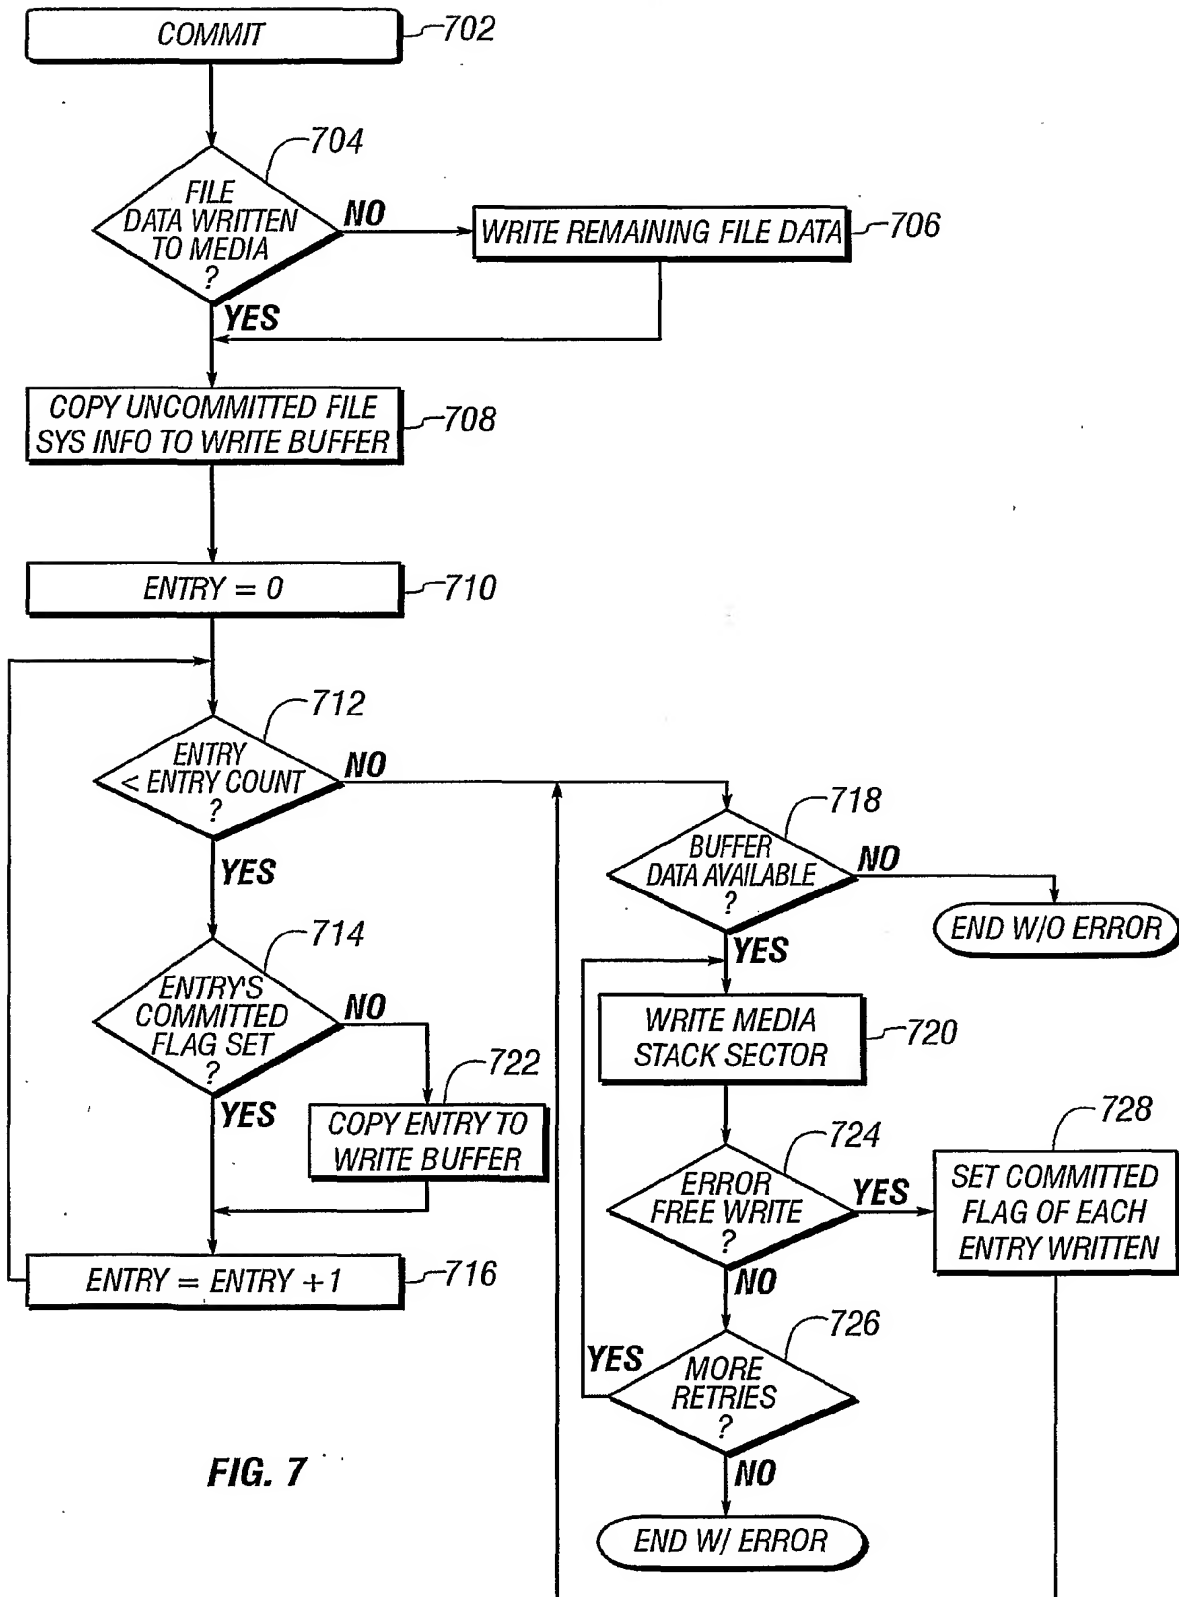 COMMIT
702
704
FILE
DATA WRITTEN
TO MEDIA
?
NO
WRITE REMAINING FILE DATA
706
YES
COPY UNCOMMITTED FILE
SYS INFO TO WRITE BUFFER
708
ENTRY = 0
710
712
ENTRY
< ENTRY COUNT
?
NO
YES
718
BUFFER
DATA AVAILABLE
?
NO
END W/O ERROR
YES
714
ENTRY'S
COMMITTED
FLAG SET
?
NO
YES
722
COPY ENTRY TO
WRITE BUFFER
ENTRY = ENTRY +1
716
WRITE MEDIA
STACK SECTOR
720
724
ERROR
FREE WRITE
?
YES
728
SET COMMITTED
FLAG OF EACH
ENTRY WRITTEN
NO
726
MORE
RETRIES
?
YES
NO
END W/ ERROR
FIG. 7